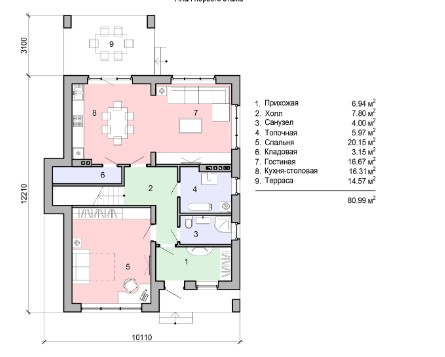 План первого этажа
3100
9
8
7
1. Прихожая 6.94 м²
2. Холл 7.80 м²
3. Санузел 4.00 м²
4. Топочная 5.97 м²
5. Спальня 20.15 м²
6. Кладовая 3.15 м²
7. Гостиная 16.67 м²
8. Кухня-столовая 16.31 м²
9. Терраса 14.57 м²
80.99 м²
12210
6
2
4
3
5
1
10110